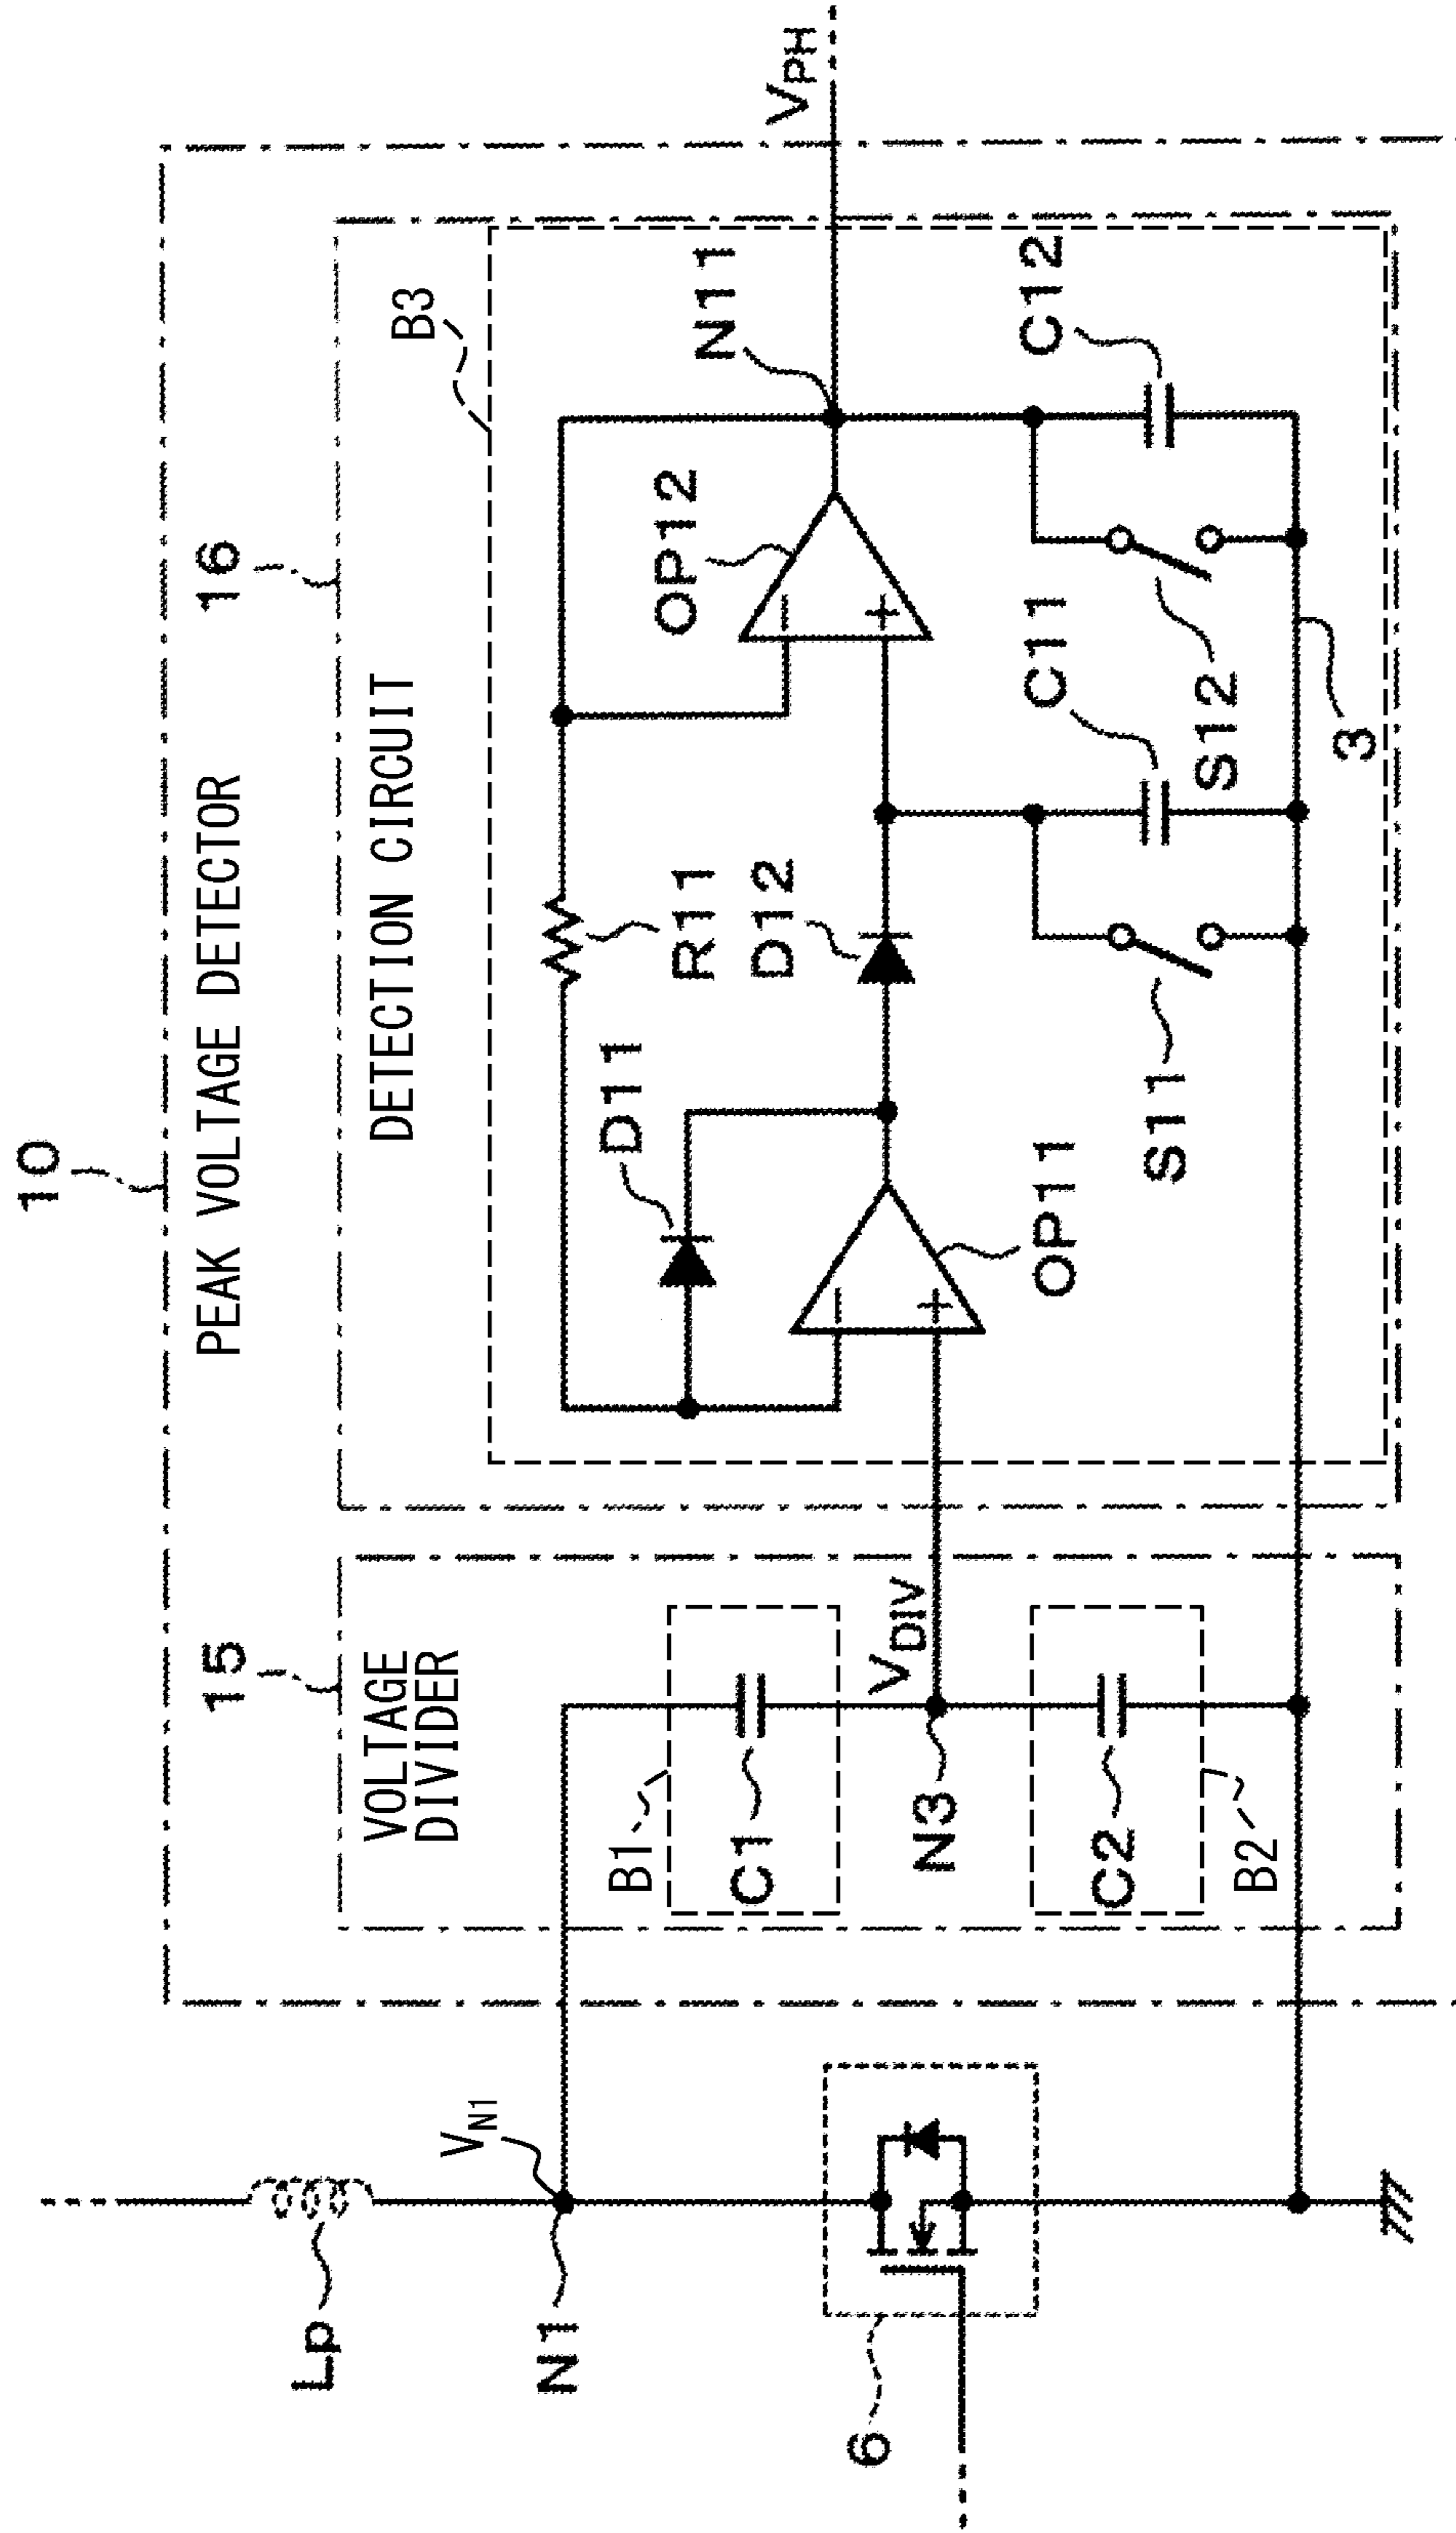 10
PEAK VOLTAGE DETECTOR
15
16
VOLTAGE
DIVIDER
DETECTION CIRCUIT
B3
Lp
V_N1
N1
B1
C1
V_DIV
N3
C2
B2
6
D11
R11
D12
OP11
OP12
N11
V_PH
S11
C11
S12
C12
3
−
+
−
+